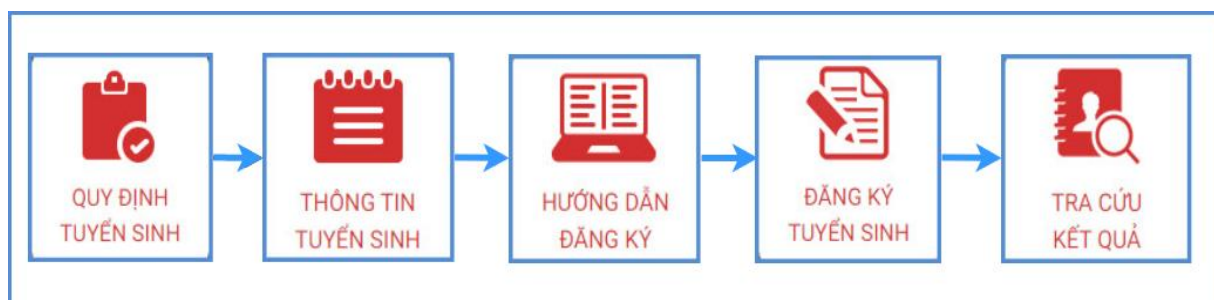 QUY ĐỊNH
TUYỂN SINH
THÔNG TIN
TUYỂN SINH
HƯỚNG DẪN
ĐĂNG KÝ
ĐĂNG KÝ
TUYỂN SINH
TRA CỨU
KẾT QUẢ